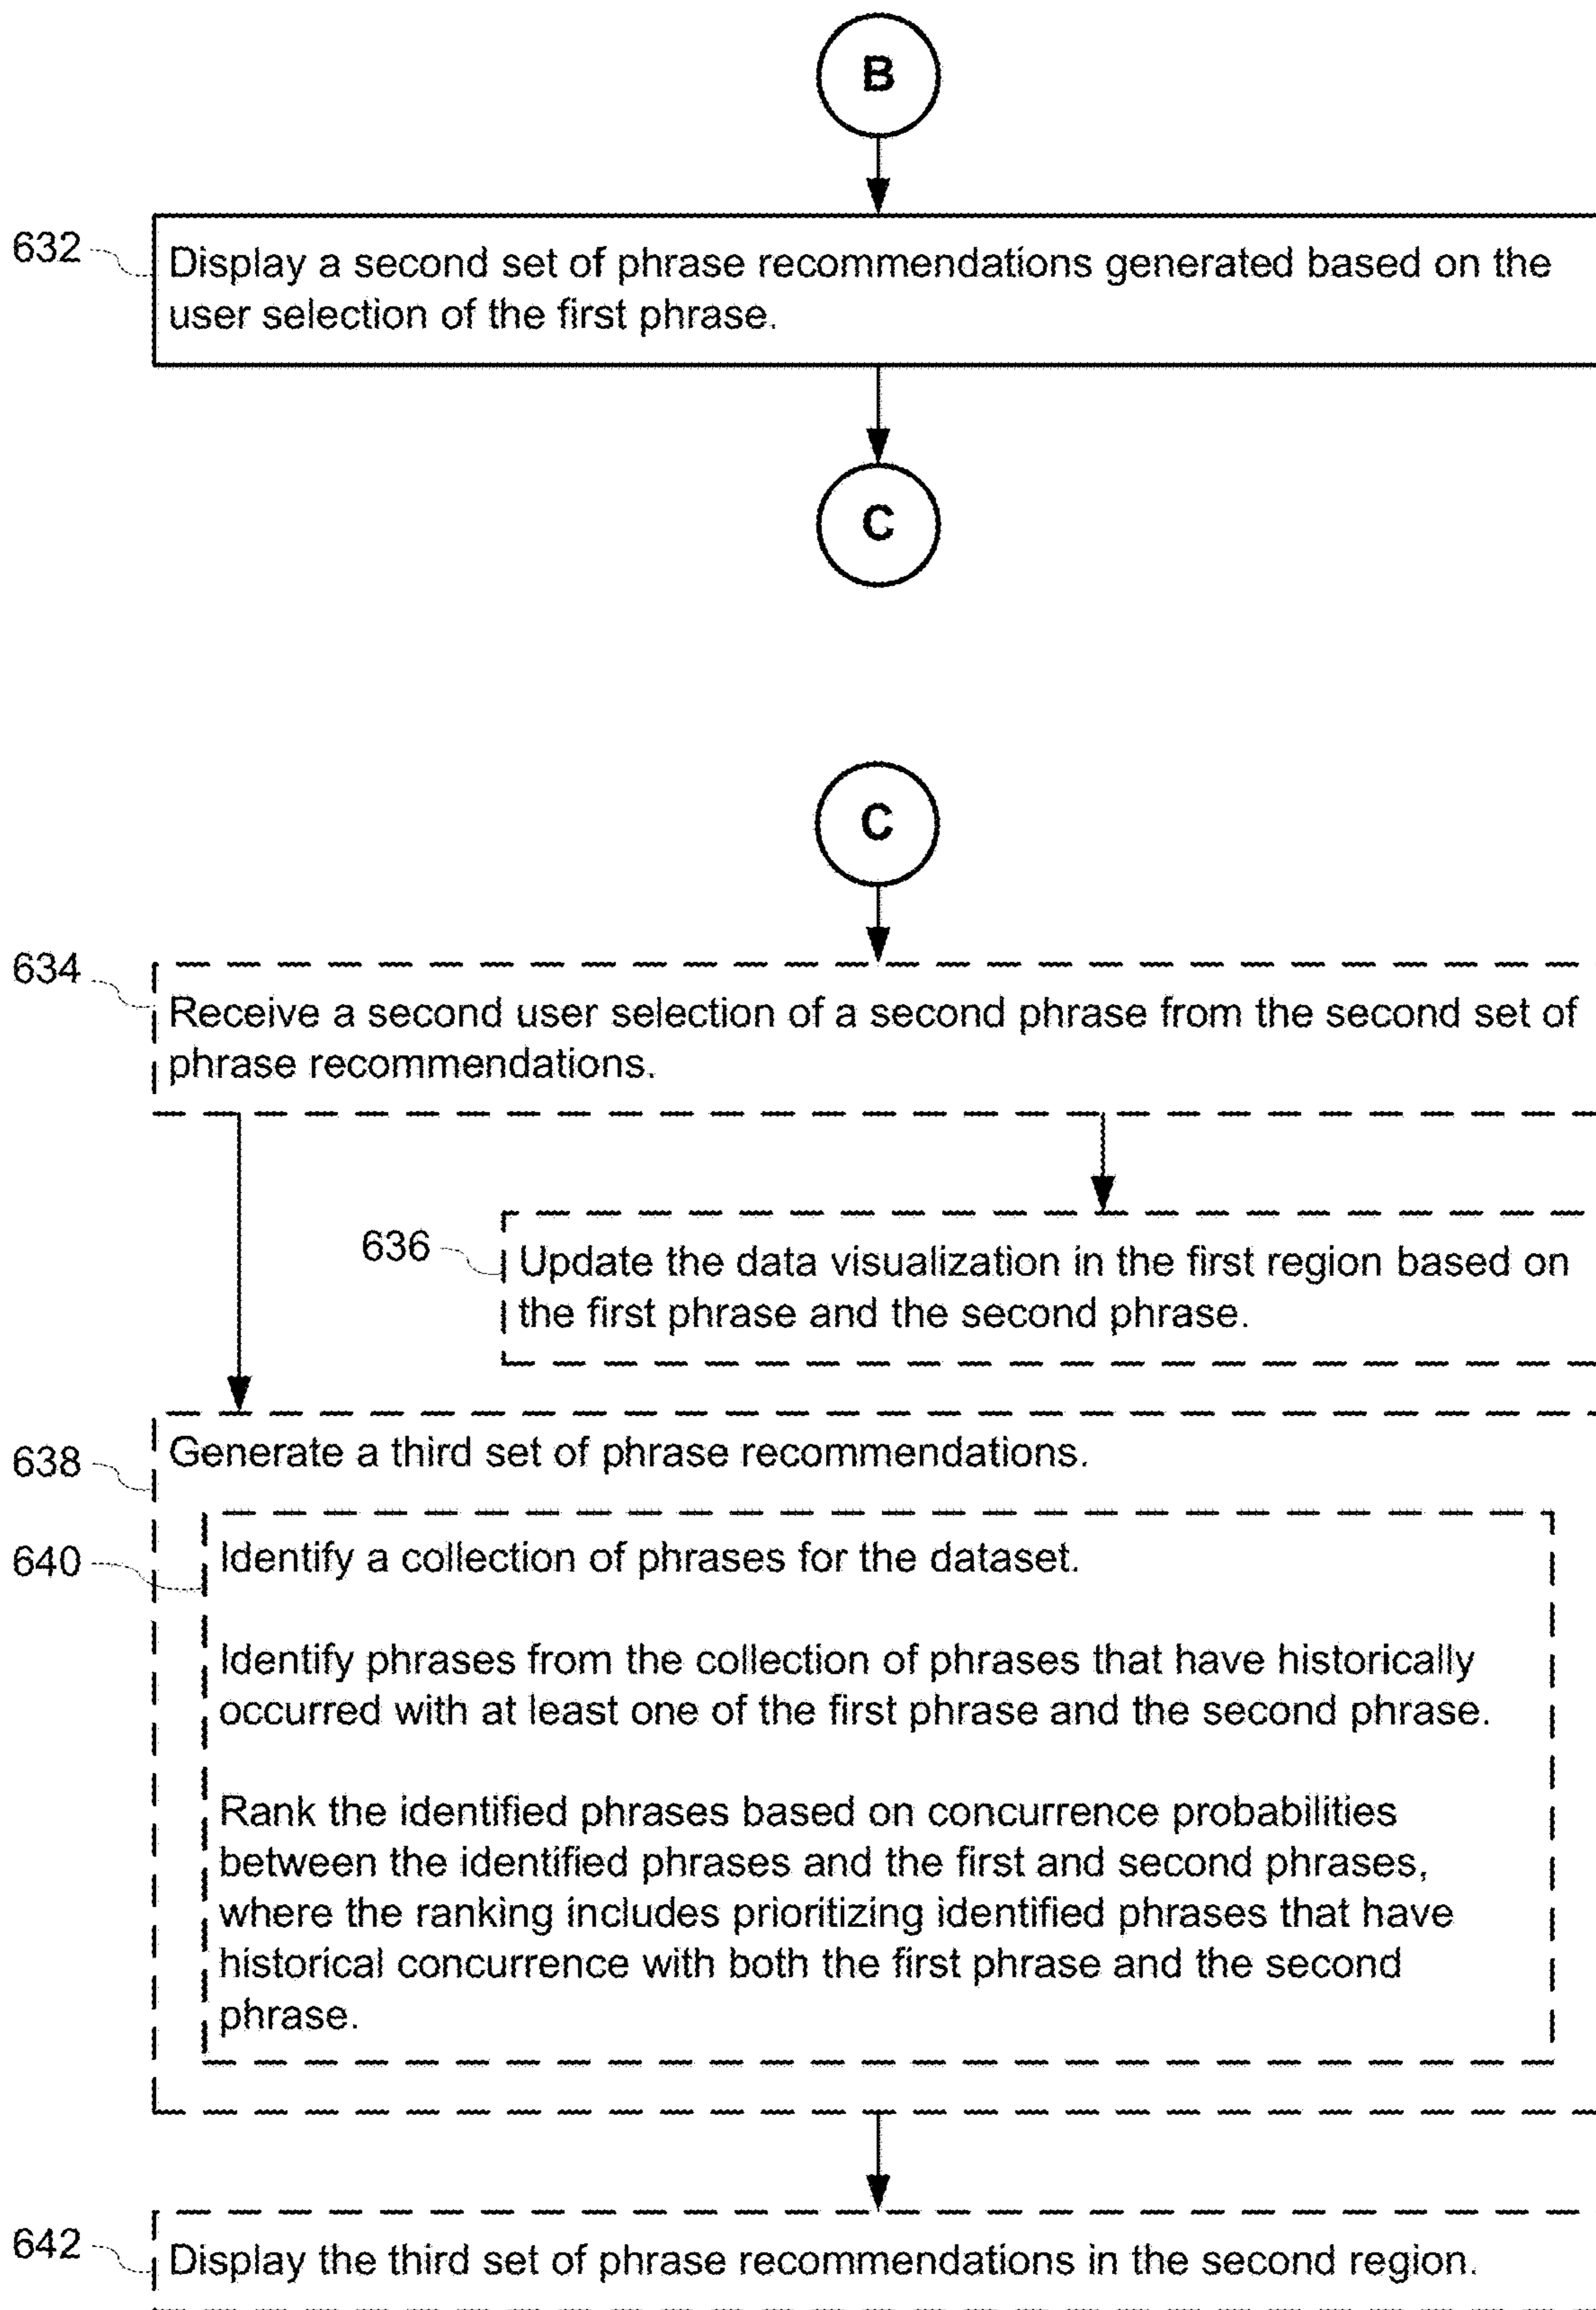 B
632
Display a second set of phrase recommendations generated based on the
user selection of the first phrase.
C
C
634
Receive a second user selection of a second phrase from the second set of
phrase recommendations.
636
Update the data visualization in the first region based on
the first phrase and the second phrase.
638
Generate a third set of phrase recommendations.
640
Identify a collection of phrases for the dataset.
Identify phrases from the collection of phrases that have historically
occurred with at least one of the first phrase and the second phrase.
Rank the identified phrases based on concurrence probabilities
between the identified phrases and the first and second phrases,
where the ranking includes prioritizing identified phrases that have
historical concurrence with both the first phrase and the second
phrase.
642
Display the third set of phrase recommendations in the second region.